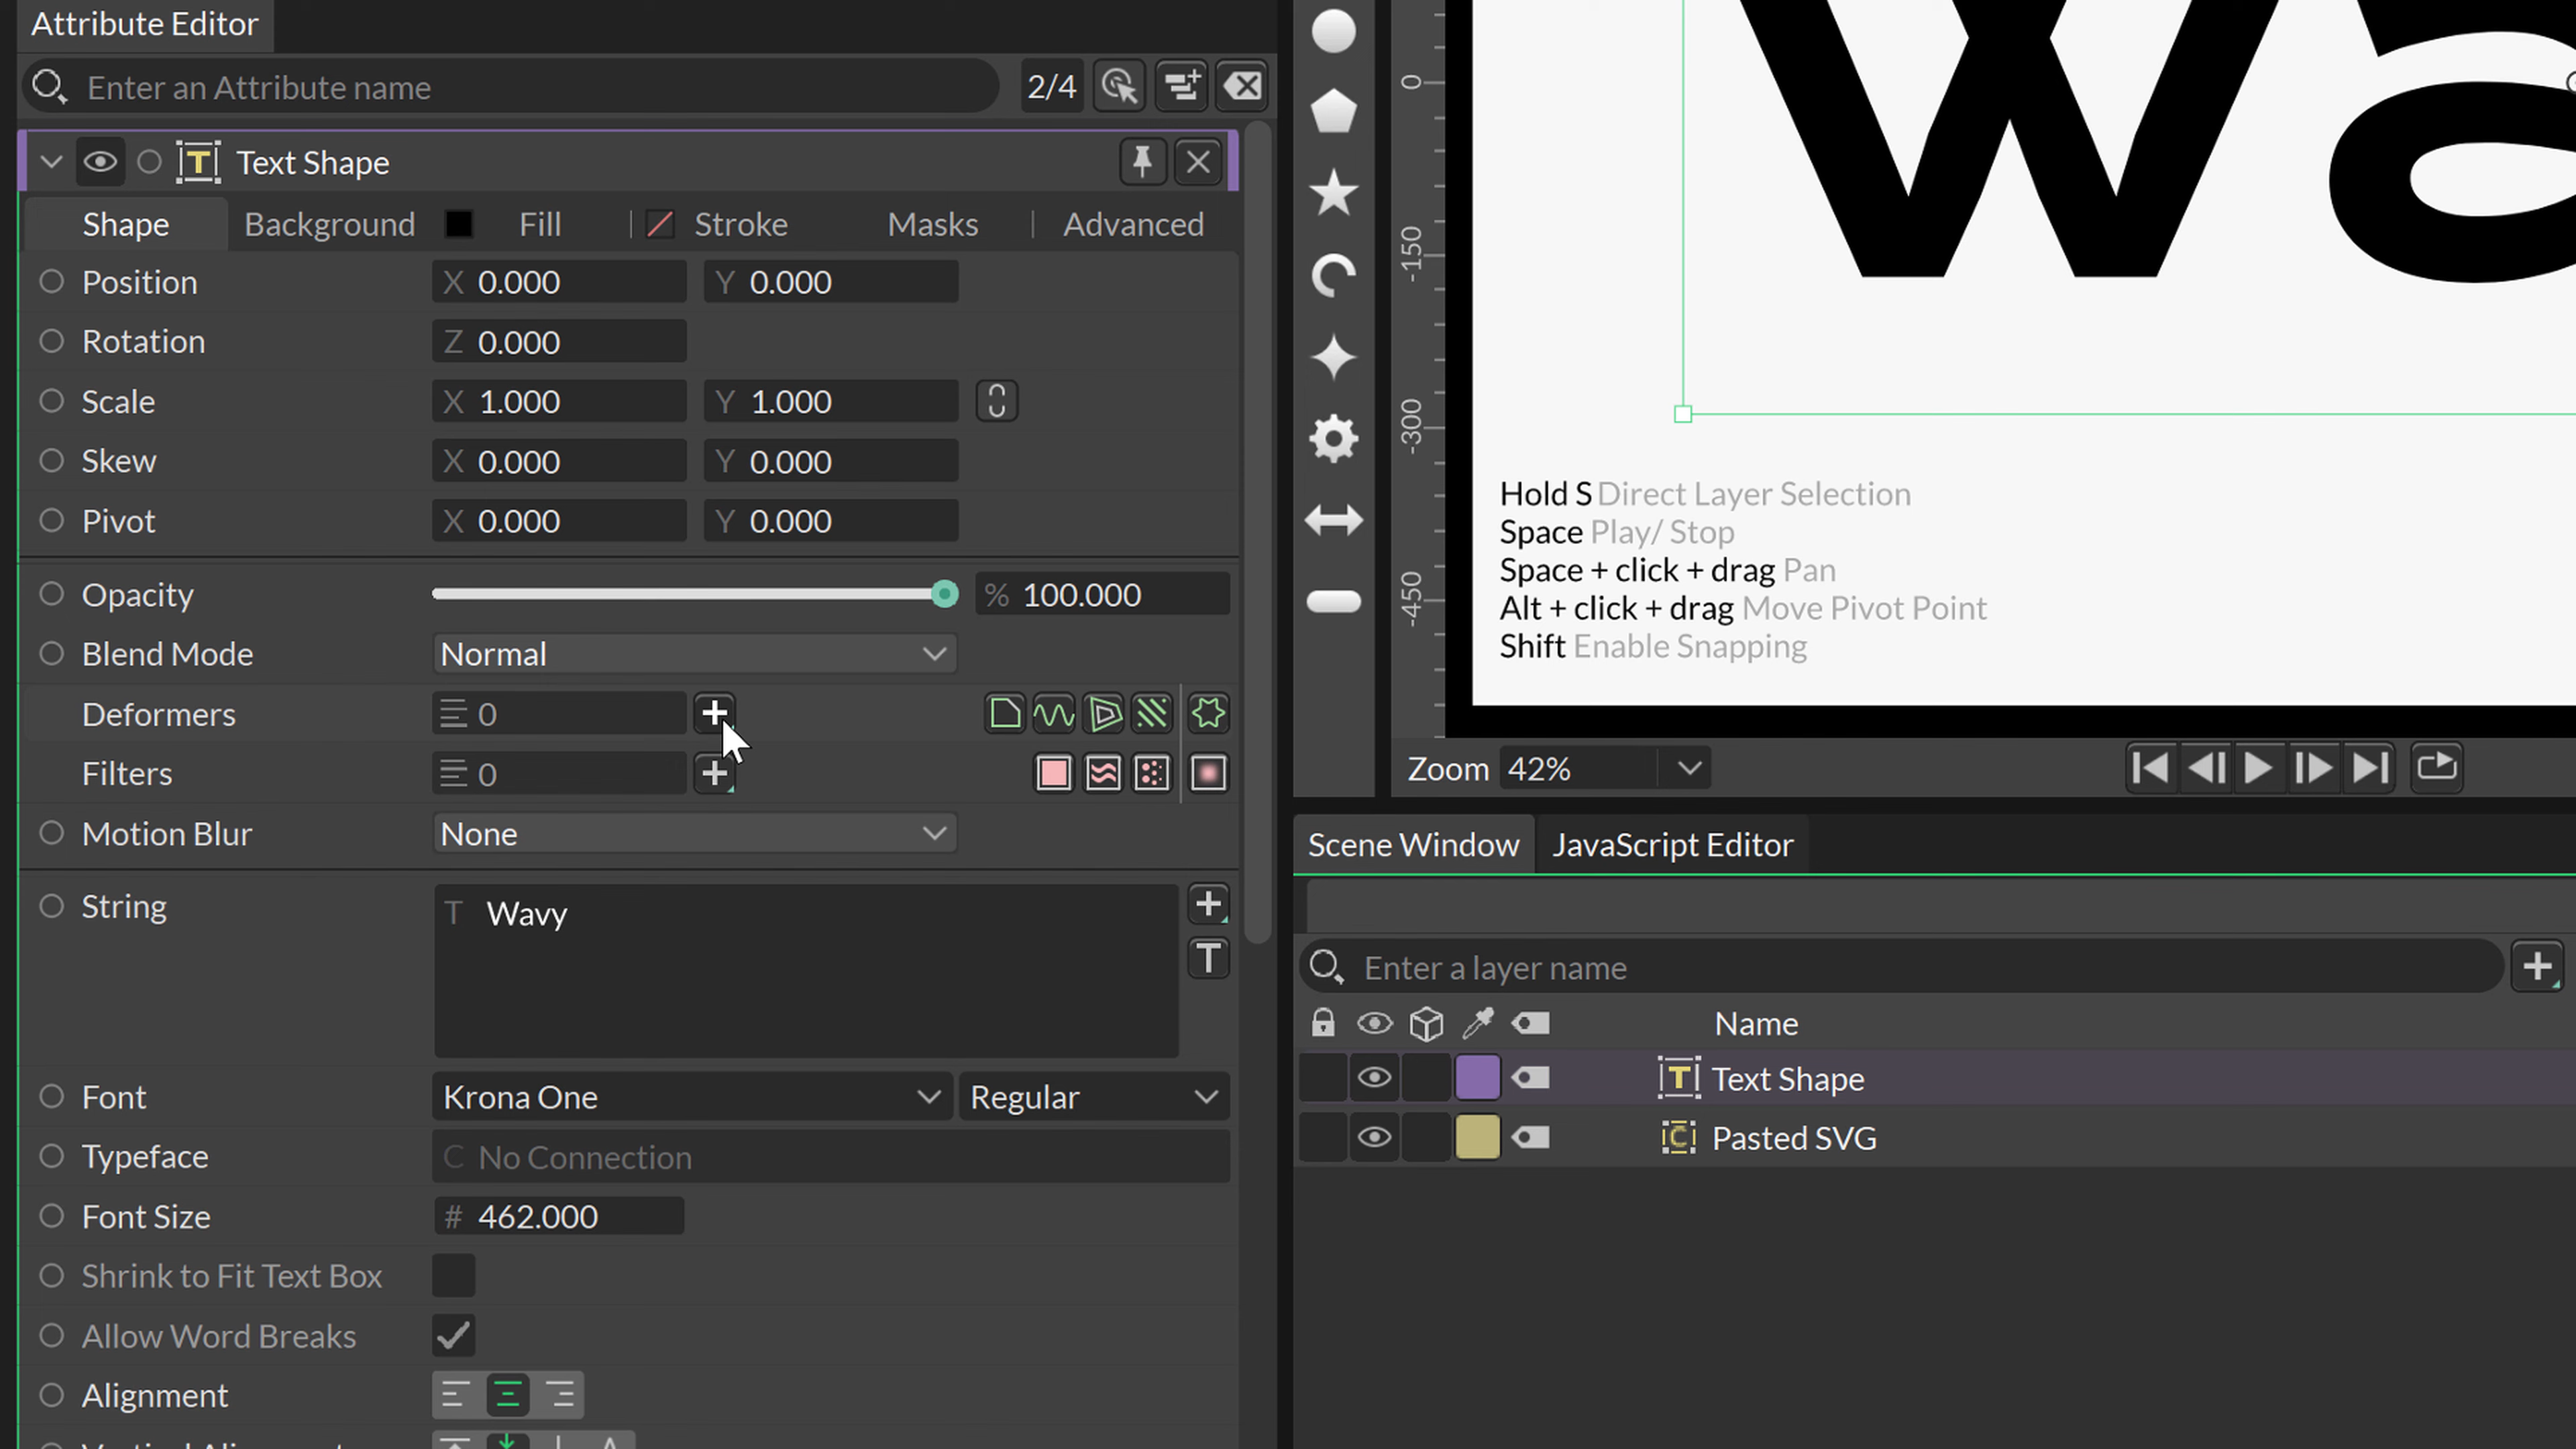 Attribute Editor
Enter an Attribute name
2/4
Text Shape
Shape Background Fill Stroke Masks Advanced
Position X 0.000 Y 0.000
Rotation Z 0.000
Scale X 1.000 Y 1.000
Skew X 0.000 Y 0.000
Pivot X 0.000 Y 0.000
Opacity % 100.000
Blend Mode Normal
Deformers 0
Filters 0
Motion Blur None
String T Wavy
T
Font Krona One Regular
Typeface C No Connection
Font Size # 462.000
Shrink to Fit Text Box
Allow Word Breaks
Alignment
0
-150
-300
-450
Hold S Direct Layer Selection
Space Play/ Stop
Space + click + drag Pan
Alt + click + drag Move Pivot Point
Shift Enable Snapping
Zoom 42%
Scene Window JavaScript Editor
Enter a layer name
Name
T Text Shape
C Pasted SVG